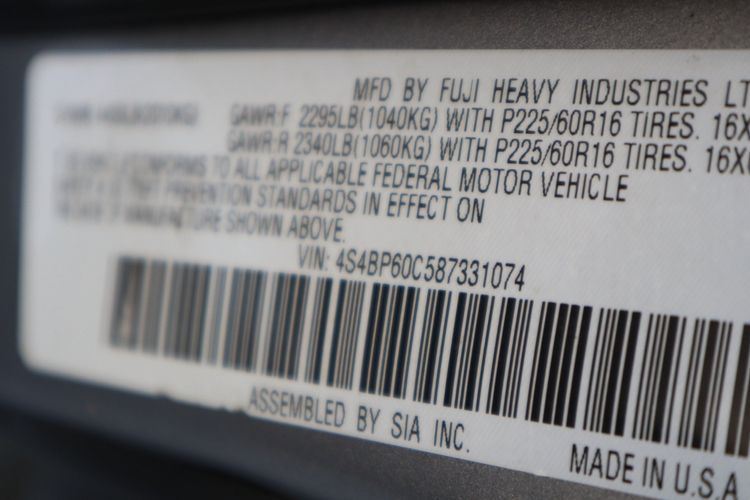 MFD BY FUJI HEAVY INDUSTRIES LT
GAWR:F 2295LB(1040KG) WITH P225/60R16 TIRES. 16X
GAWR:R 2340LB(1060KG) WITH P225/60R16 TIRES. 16X
TO ALL APPLICABLE FEDERAL MOTOR VEHICLE
PREVENTION STANDARDS IN EFFECT ON
MANUFACTURE SHOWN ABOVE.
VIN: 4S4BP60C587331074
ASSEMBLED BY SIA INC.
MADE IN U.S.A